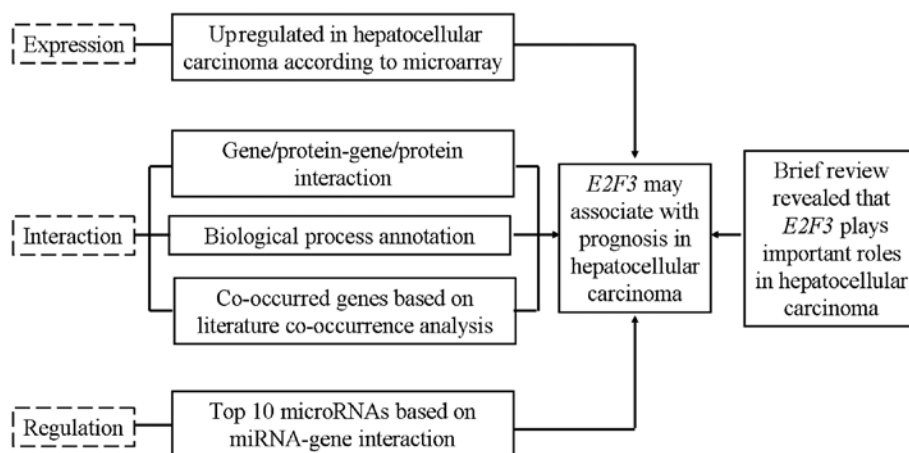 Expression
Upregulated in hepatocellular
carcinoma according to microarray
Interaction
Gene/protein-gene/protein
interaction
Biological process annotation
Co-occurred genes based on
literature co-occurrence analysis
Regulation
Top 10 microRNAs based on
miRNA-gene interaction
E2F3 may
associate with
prognosis in
hepatocellular
carcinoma
Brief review
revealed that
E2F3 plays
important roles
in hepatocellular
carcinoma